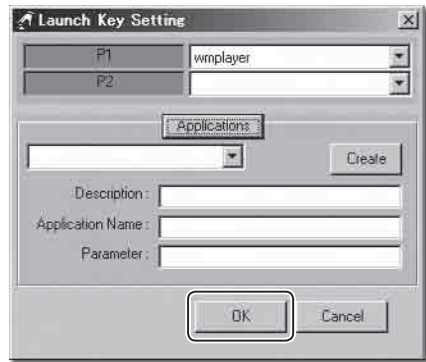 Launch Key Setting
P1 wmplayer
P2
Applications
Create
Description :
Application Name :
Parameter :
OK Cancel